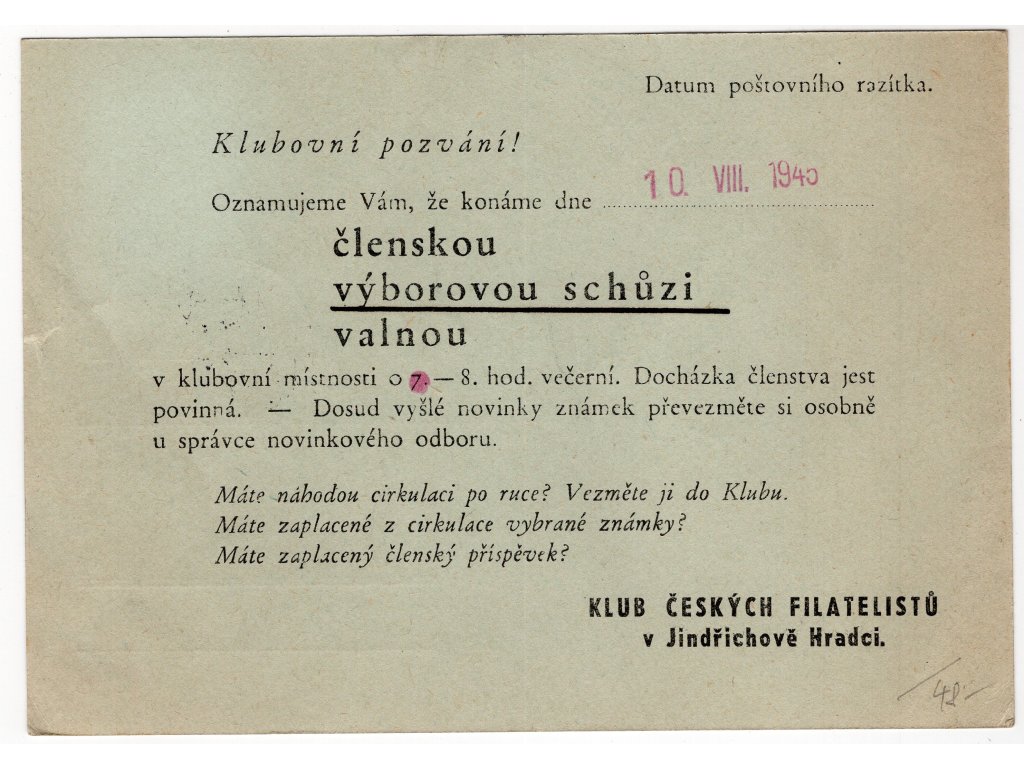 Datum poštovního razítka.
Klubovní pozvání!
Oznamujeme Vám, že konáme dne 10. VIII. 1945
členskou
výborovou schůzi
valnou
v klubovní místnosti o 7. — 8. hod. večerní. Docházka členstva jest
povinná. — Dosud vyšlé novinky známek převezměte si osobně
u správce novinkového odboru.
Máte náhodou cirkulaci po ruce? Vezměte ji do Klubu.
Máte zaplacené z cirkulace vybrané známky?
Máte zaplacený členský příspěvek?
KLUB ČESKÝCH FILATELISTŮ
v Jindřichově Hradci.